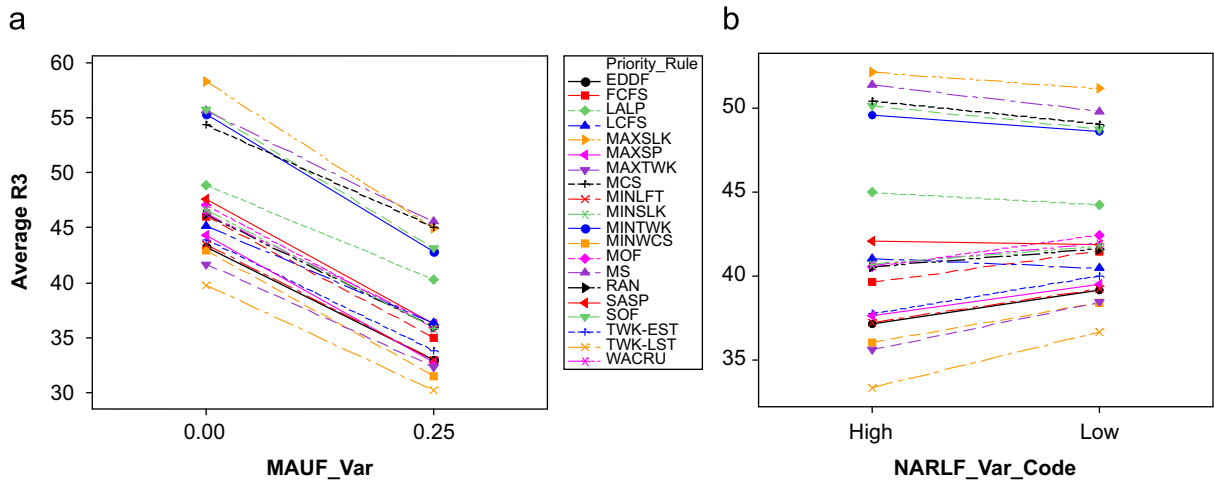 a
60
55
50
45
40
35
30
Average R3
0.00
0.25
MAUF_Var
Priority_Rule
EDDF
FCFS
LALP
LCFS
MAXSLK
MAXSP
MAXTWK
MCS
MINLFT
MINSLK
MINTWK
MINWCS
MOF
MS
RAN
SASP
SOF
TWK-EST
TWK-LST
WACRU
b
50
45
40
35
High
Low
NARLF_Var_Code